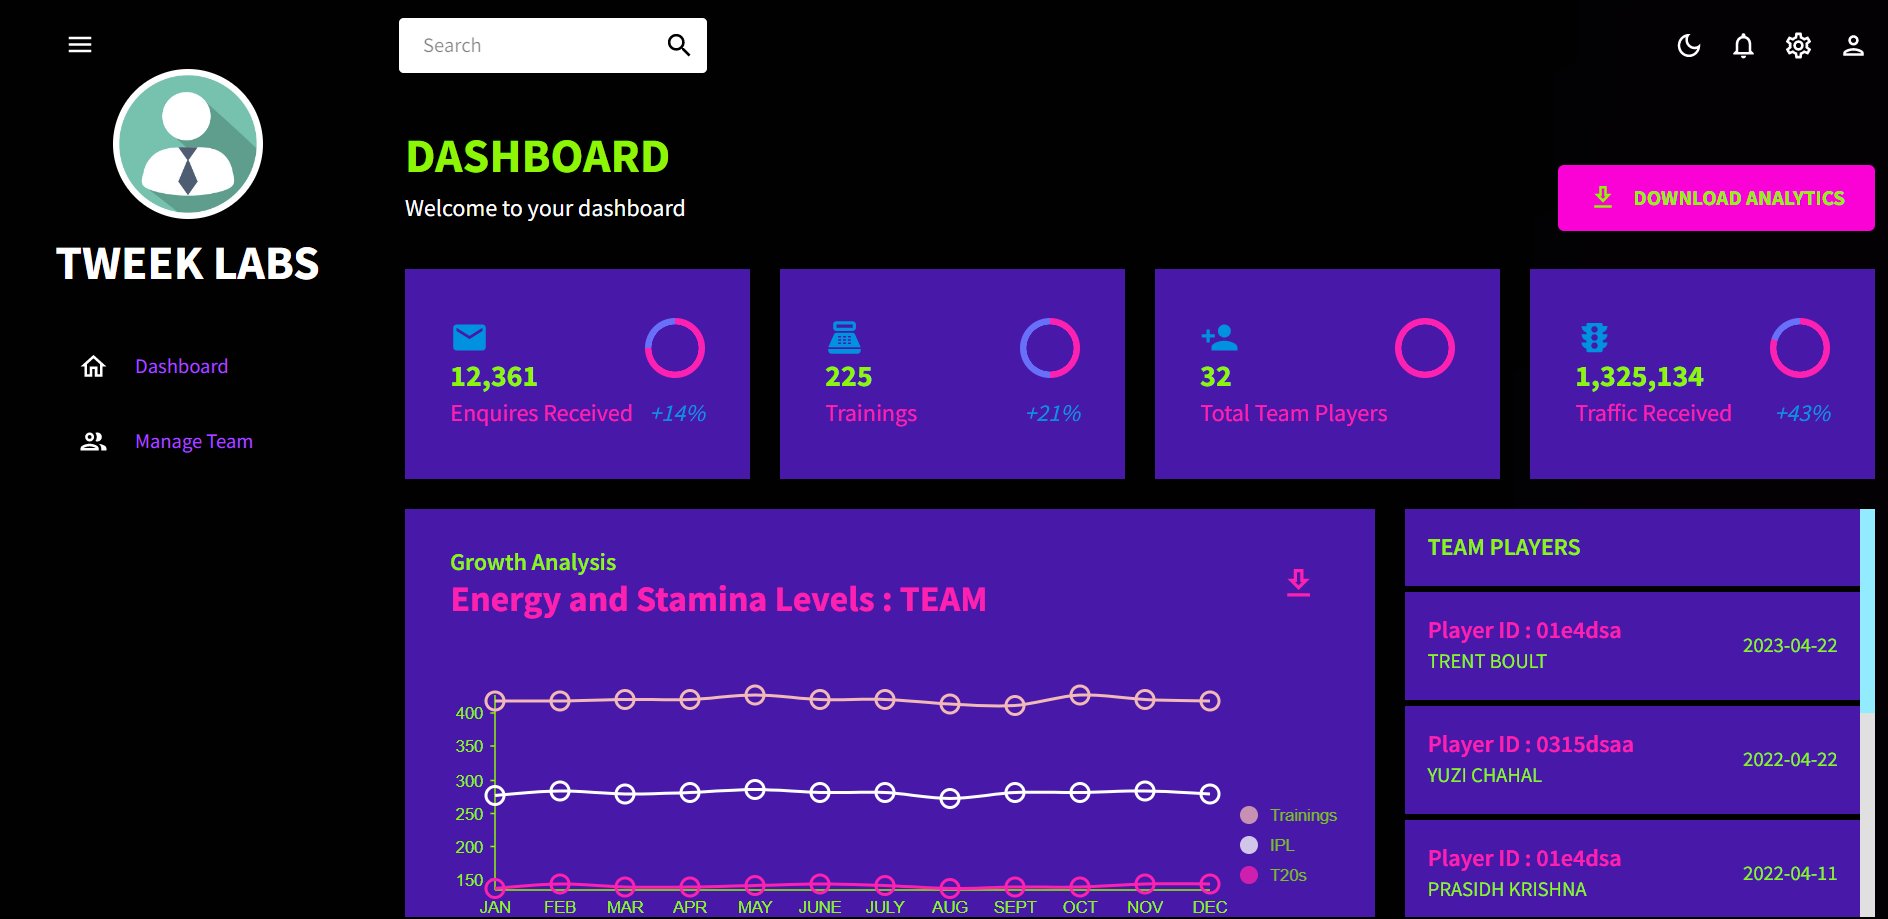 Search
TWEEK LABS
Dashboard
Manage Team
DASHBOARD
Welcome to your dashboard
DOWNLOAD ANALYTICS
12,361
Enquires Received +14%
225
Trainings +21%
32
Total Team Players
1,325,134
Traffic Received +43%
Growth Analysis
Energy and Stamina Levels : TEAM
400
350
300
250
200
150
JAN FEB MAR APR MAY JUNE JULY AUG SEPT OCT NOV DEC
Trainings
IPL
T20s
TEAM PLAYERS
Player ID : 01e4dsa
TRENT BOULT
2023-04-22
Player ID : 0315dsaa
YUZI CHAHAL
2022-04-22
Player ID : 01e4dsa
PRASIDH KRISHNA
2022-04-11